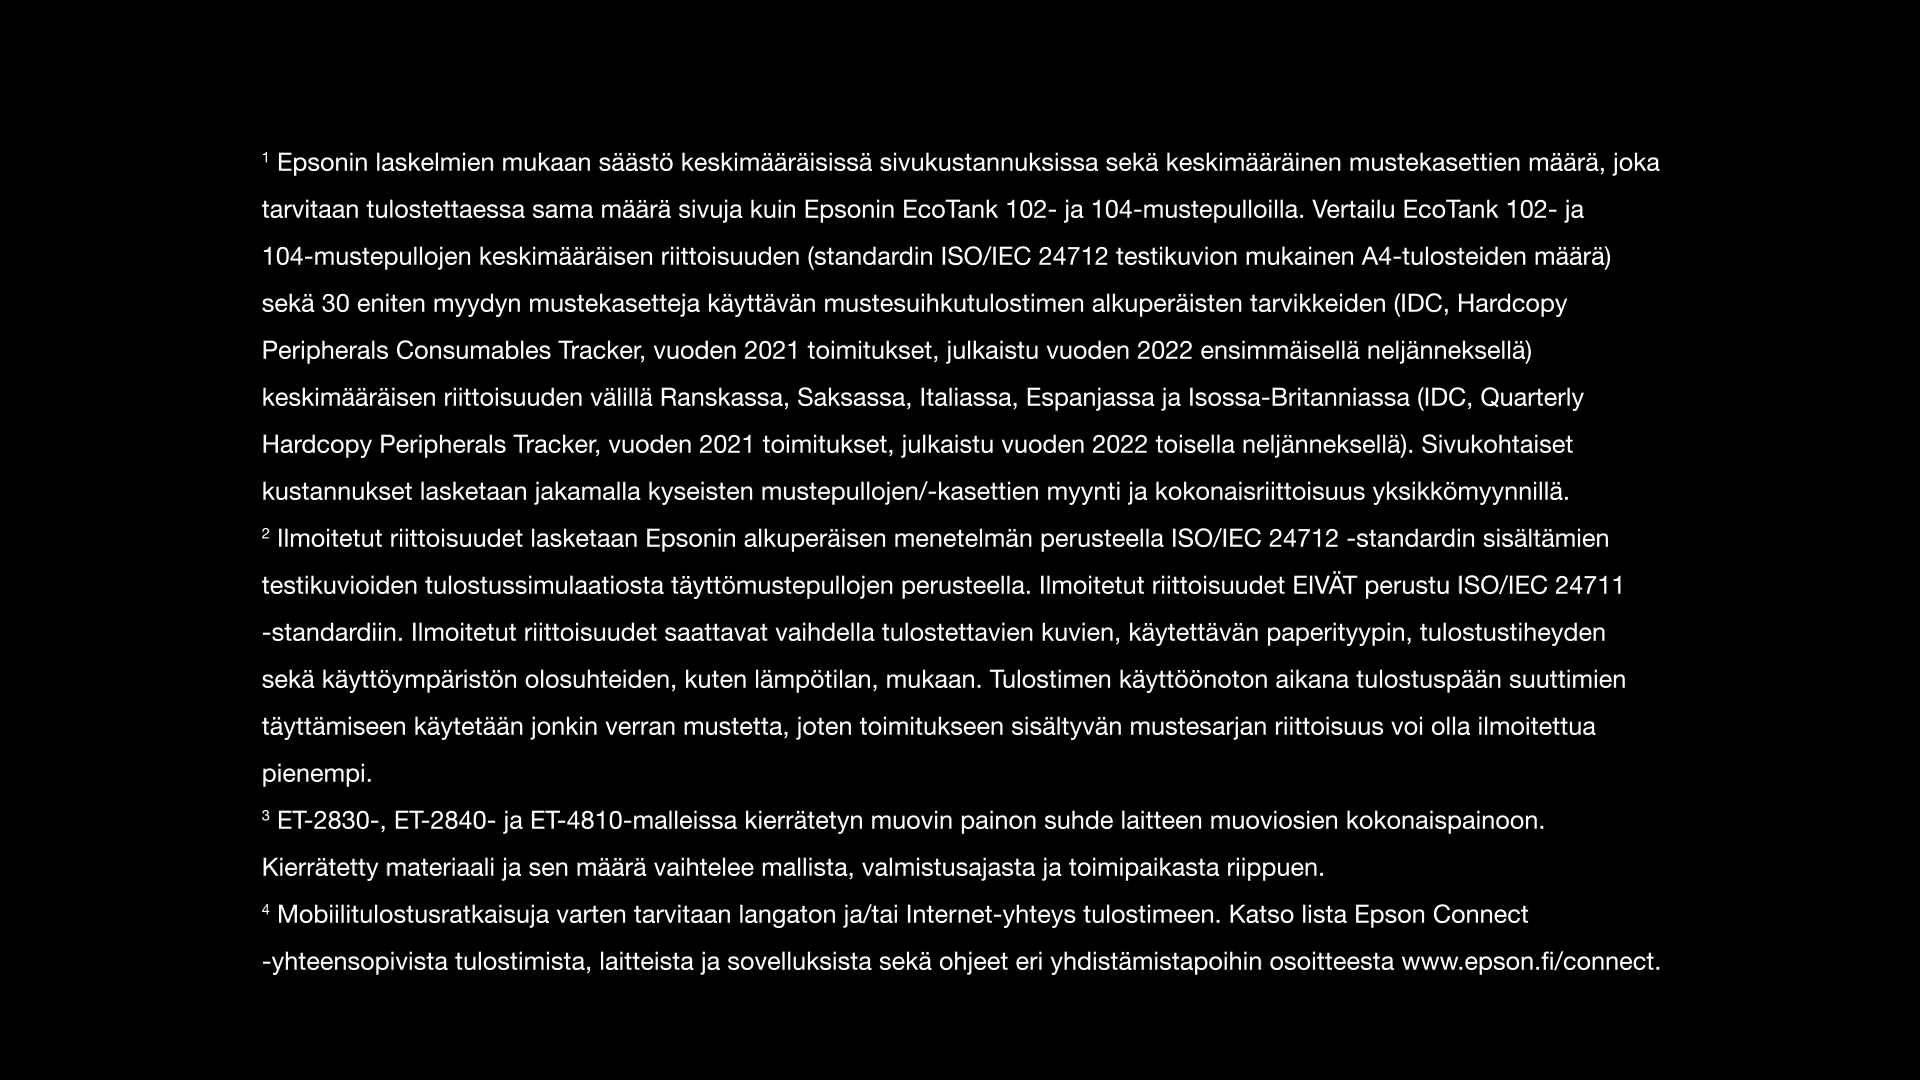 ¹ Epsonin laskelmien mukaan säästö keskimääräisissä sivukustannuksissa sekä keskimääräinen mustekasettien määrä, joka
tarvitaan tulostettaessa sama määrä sivuja kuin Epsonin EcoTank 102- ja 104-mustepulloilla. Vertailu EcoTank 102- ja
104-mustepullojen keskimääräisen riittoisuuden (standardin ISO/IEC 24712 testikuvion mukainen A4-tulosteiden määrä)
sekä 30 eniten myydyn mustekasetteja käyttävän mustesuihkutulostimen alkuperäisten tarvikkeiden (IDC, Hardcopy
Peripherals Consumables Tracker, vuoden 2021 toimitukset, julkaistu vuoden 2022 ensimmäisellä neljänneksellä)
keskimääräisen riittoisuuden välillä Ranskassa, Saksassa, Italiassa, Espanjassa ja Isossa-Britanniassa (IDC, Quarterly
Hardcopy Peripherals Tracker, vuoden 2021 toimitukset, julkaistu vuoden 2022 toisella neljänneksellä). Sivukohtaiset
kustannukset lasketaan jakamalla kyseisten mustepullojen/-kasettien myynti ja kokonaisriittoisuus yksikkömyynnillä.
² Ilmoitetut riittoisuudet lasketaan Epsonin alkuperäisen menetelmän perusteella ISO/IEC 24712 -standardin sisältämien
testikuvioiden tulostussimulaatiosta täyttömustepullojen perusteella. Ilmoitetut riittoisuudet EIVÄT perustu ISO/IEC 24711
-standardiin. Ilmoitetut riittoisuudet saattavat vaihdella tulostettavien kuvien, käytettävän paperityypin, tulostustiheyden
sekä käyttöympäristön olosuhteiden, kuten lämpötilan, mukaan. Tulostimen käyttöönoton aikana tulostuspään suuttimien
täyttämiseen käytetään jonkin verran mustetta, joten toimitukseen sisältyvän mustesarjan riittoisuus voi olla ilmoitettua
pienempi.
³ ET-2830-, ET-2840- ja ET-4810-malleissa kierrätetyn muovin painon suhde laitteen muoviosien kokonaispainoon.
Kierrätetty materiaali ja sen määrä vaihtelee mallista, valmistusajasta ja toimipaikasta riippuen.
⁴ Mobiilitulostusratkaisuja varten tarvitaan langaton ja/tai Internet-yhteys tulostimeen. Katso lista Epson Connect
-yhteensopivista tulostimista, laitteista ja sovelluksista sekä ohjeet eri yhdistämistapoihin osoitteesta www.epson.fi/connect.